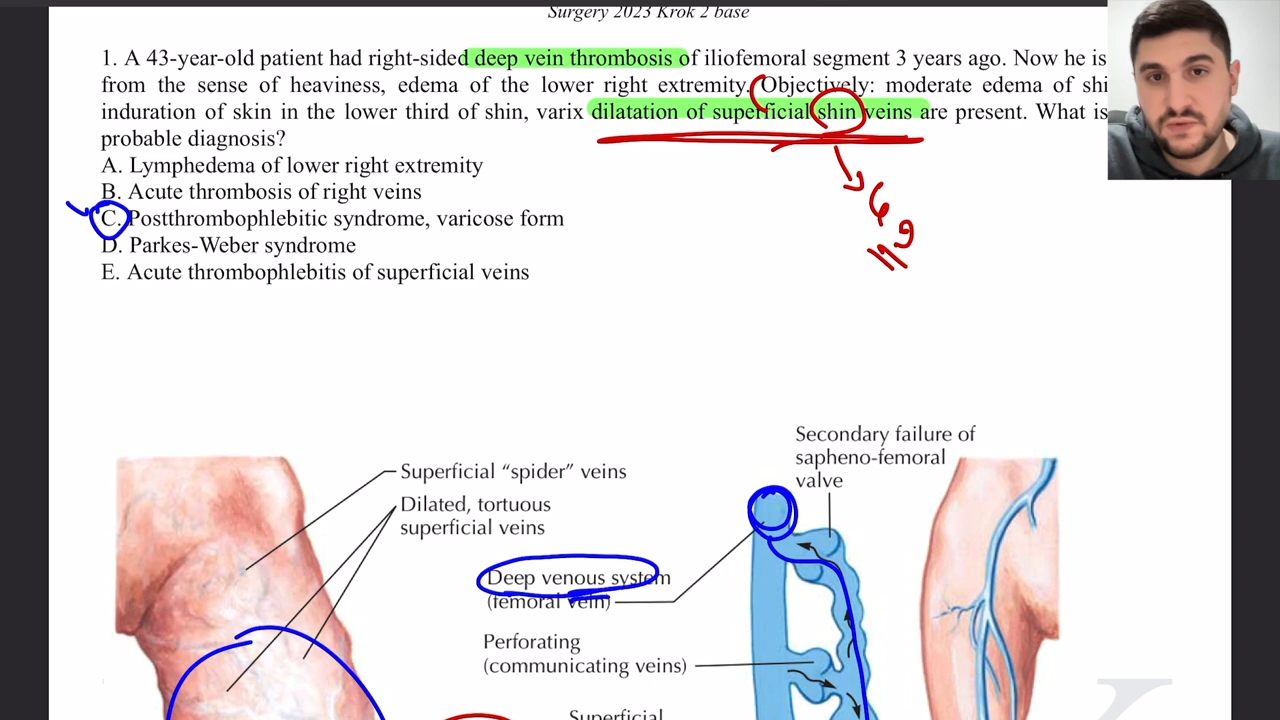 Surgery 2023 Krok 2 base
1. A 43-year-old patient had right-sided deep vein thrombosis of iliofemoral segment 3 years ago. Now he is
from the sense of heaviness, edema of the lower right extremity. Objectively: moderate edema of shi
induration of skin in the lower third of shin, varix dilatation of superficial shin veins are present. What is
probable diagnosis?
A. Lymphedema of lower right extremity
B. Acute thrombosis of right veins
C. Postthrombophlebitic syndrome, varicose form
D. Parkes-Weber syndrome
E. Acute thrombophlebitis of superficial veins
Secondary failure of
sapheno-femoral
valve
Superficial “spider” veins
Dilated, tortuous
superficial veins
Deep venous system
(femoral vein)
Perforating
(communicating veins)
Superficial